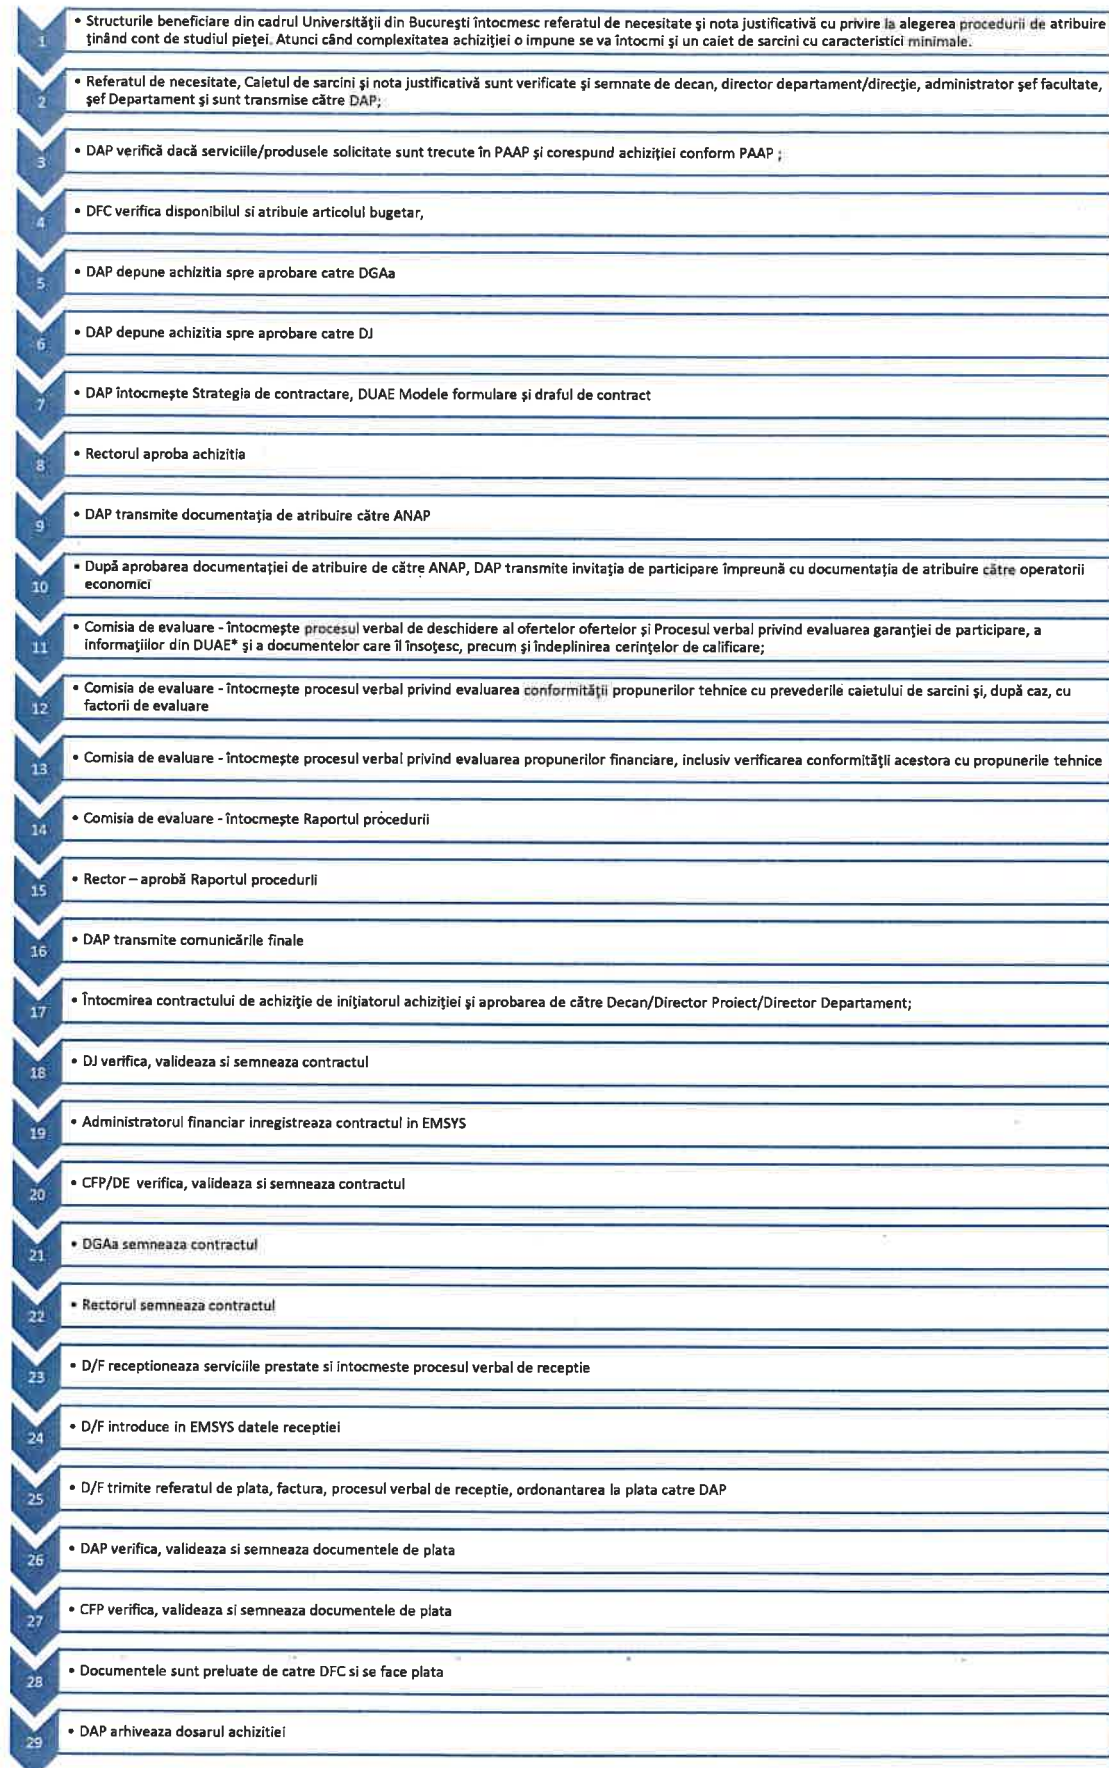 1
• Structurile beneficiare din cadrul Universității din București întocmesc referatul de necesitate și nota justificativă cu privire la alegerea procedurii de atribuire
ținând cont de studiul pieței. Atunci când complexitatea achiziției o impune se va întocmi și un caiet de sarcini cu caracteristici minimale.
2
• Referatul de necesitate, Caietul de sarcini și nota justificativă sunt verificate și semnate de decan, director departament/direcție, administrator șef facultate,
șef Departament și sunt transmise către DAP;
3
• DAP verifică dacă serviciile/produsele solicitate sunt trecute în PAAP și corespund achiziției conform PAAP ;
4
• DFC verifica disponibilul si atribuie articolul bugetar,
5
• DAP depune achizitia spre aprobare catre DGAa
6
• DAP depune achizitia spre aprobare catre DJ
7
• DAP întocmește Strategia de contractare, DUAE Modele formulare și draful de contract
8
• Rectorul aproba achizitia
9
• DAP transmite documentația de atribuire către ANAP
10
• După aprobarea documentației de atribuire de către ANAP, DAP transmite invitația de participare împreună cu documentația de atribuire către operatorii
economici
11
• Comisia de evaluare - întocmește procesul verbal de deschidere al ofertelor ofertelor și Procesul verbal privind evaluarea garanției de participare, a
informațiilor din DUAE* și a documentelor care îl însoțesc, precum și îndeplinirea cerințelor de calificare;
12
• Comisia de evaluare - întocmește procesul verbal privind evaluarea conformității propunerilor tehnice cu prevederile caietului de sarcini și, după caz, cu
factorii de evaluare
13
• Comisia de evaluare - întocmește procesul verbal privind evaluarea propunerilor financiare, inclusiv verificarea conformității acestora cu propunerile tehnice
14
• Comisia de evaluare - întocmește Raportul procedurii
15
• Rector – aprobă Raportul procedurii
16
• DAP transmite comunicările finale
17
• Întocmirea contractului de achiziție de inițiatorul achiziției și aprobarea de către Decan/Director Proiect/Director Departament;
18
• DJ verifica, valideaza si semneaza contractul
19
• Administratorul financiar inregistreaza contractul in EMSYS
20
• CFP/DE verifica, valideaza si semneaza contractul
21
• DGAa semneaza contractul
22
• Rectorul semneaza contractul
23
• D/F receptioneaza serviciile prestate si intocmeste procesul verbal de receptie
24
• D/F introduce in EMSYS datele receptiei
25
• D/F trimite referatul de plata, factura, procesul verbal de receptie, ordonantarea la plata catre DAP
26
• DAP verifica, valideaza si semneaza documentele de plata
27
• CFP verifica, valideaza si semneaza documentele de plata
28
• Documentele sunt preluate de catre DFC si se face plata
29
• DAP arhiveaza dosarul achizitiei